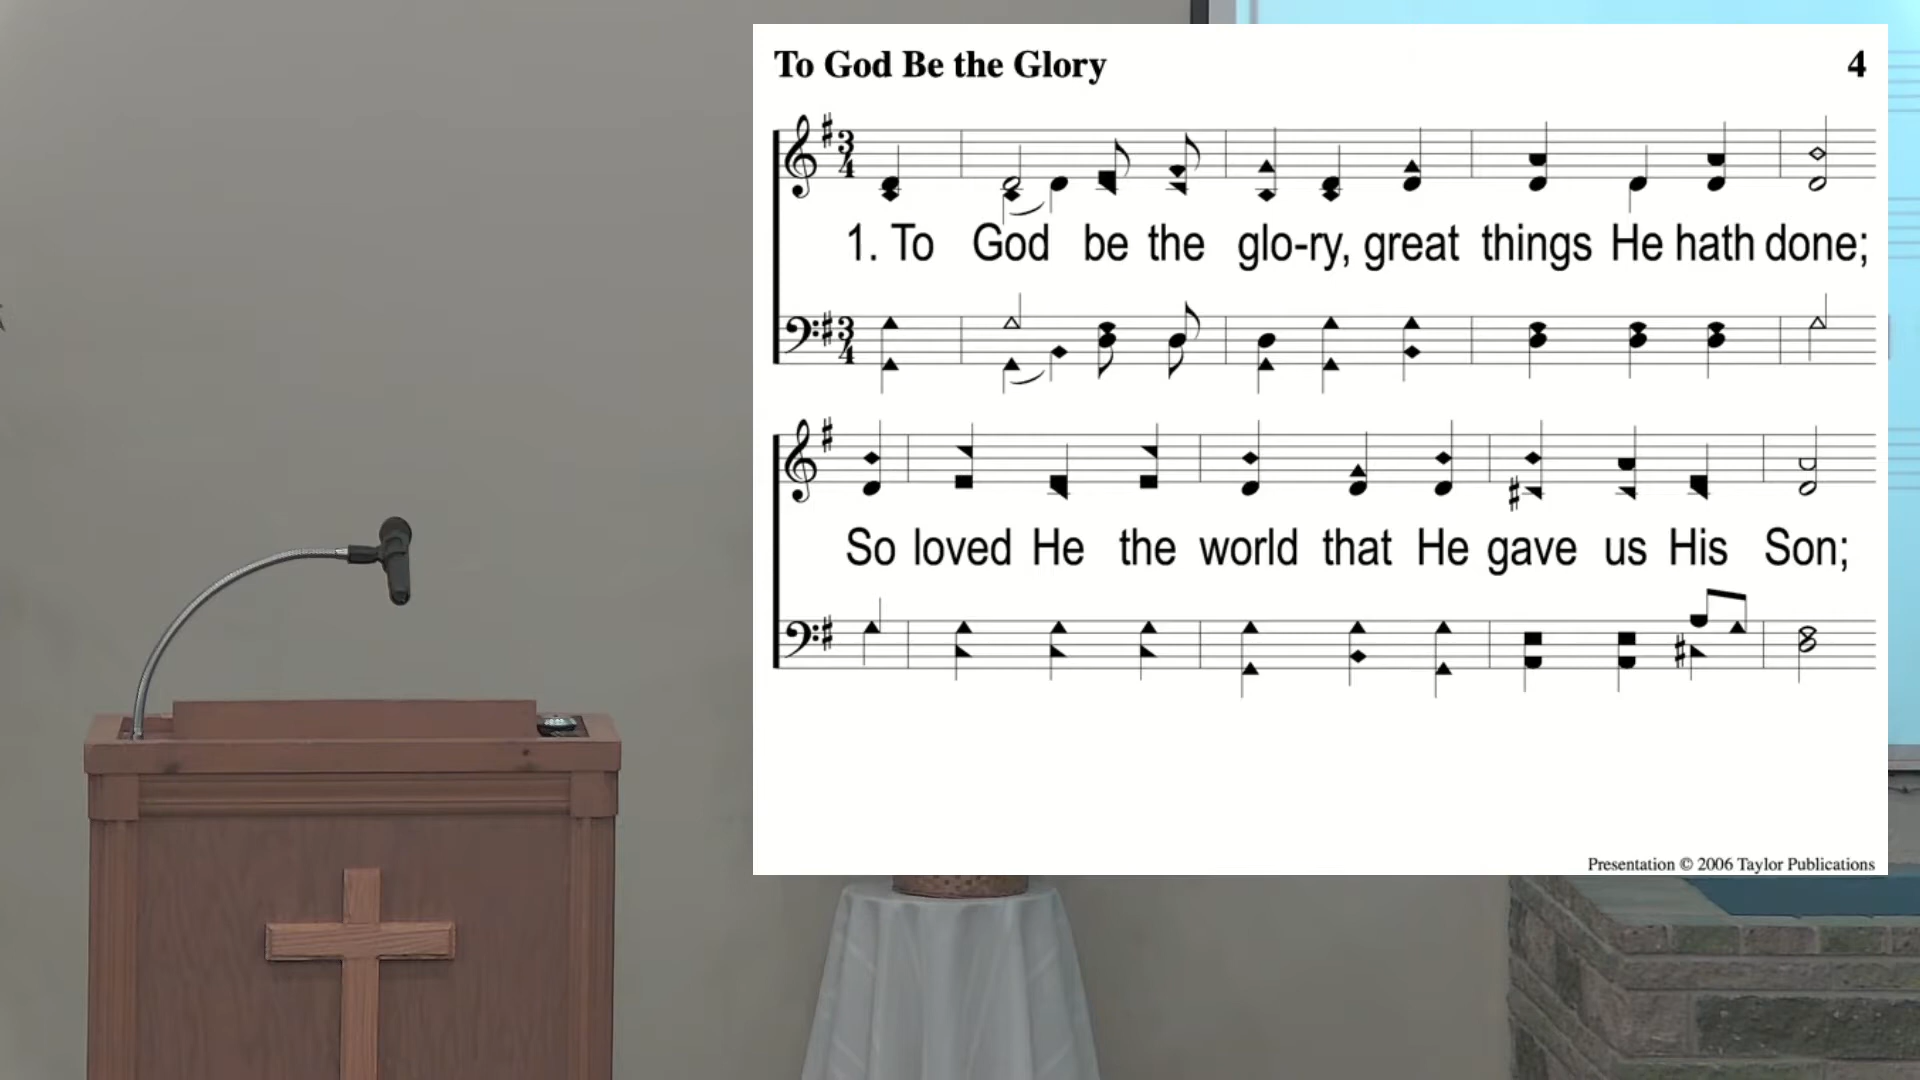 To God Be the Glory 4
1. To God be the glo-ry, great things He hath done;
So loved He the world that He gave us His Son;
Presentation © 2006 Taylor Publications